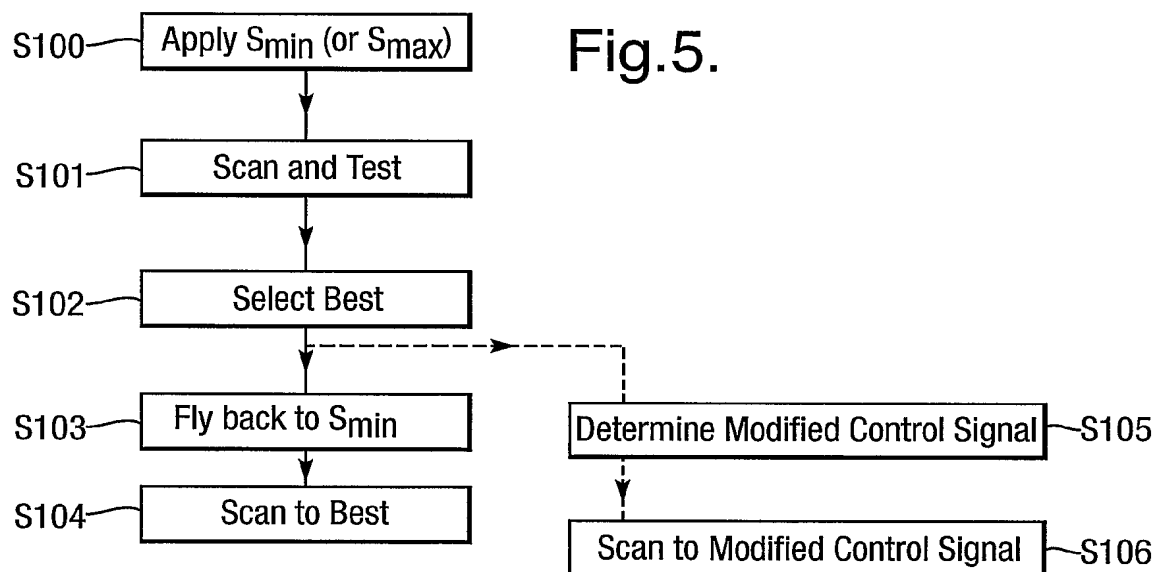 Fig.5.
S100
Apply Smin (or Smax)
S101
Scan and Test
S102
Select Best
S103
Fly back to Smin
S104
Scan to Best
Determine Modified Control Signal
S105
Scan to Modified Control Signal
S106